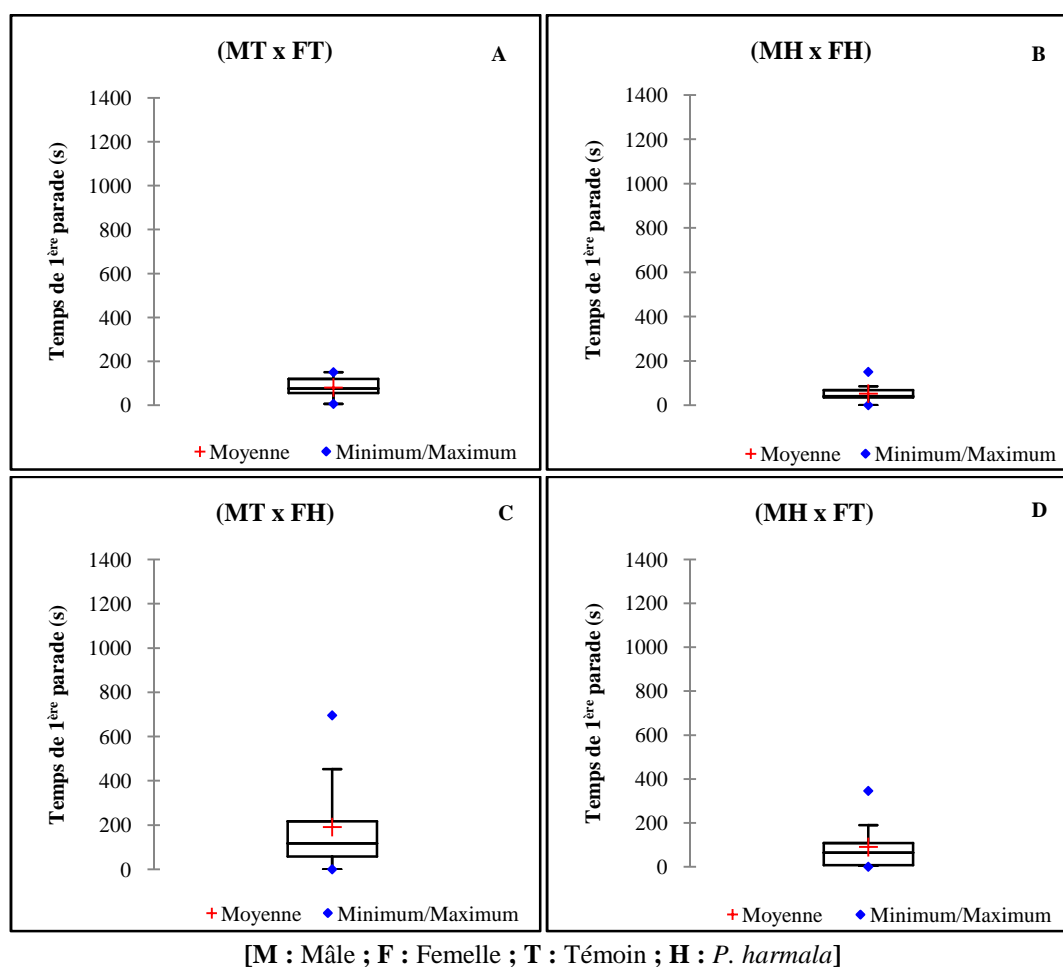 (MT x FT) A
Temps de 1ère parade (s)
1400
1200
1000
800
600
400
200
0
Moyenne Minimum/Maximum
(MH x FH) B
Temps de 1ère parade (s)
1400
1200
1000
800
600
400
200
0
Moyenne Minimum/Maximum
(MT x FH) C
Temps de 1ère parade (s)
1400
1200
1000
800
600
400
200
0
Moyenne Minimum/Maximum
(MH x FT) D
Temps de 1ère parade (s)
1400
1200
1000
800
600
400
200
0
Moyenne Minimum/Maximum
[M : Mâle ; F : Femelle ; T : Témoin ; H : P. harmala]